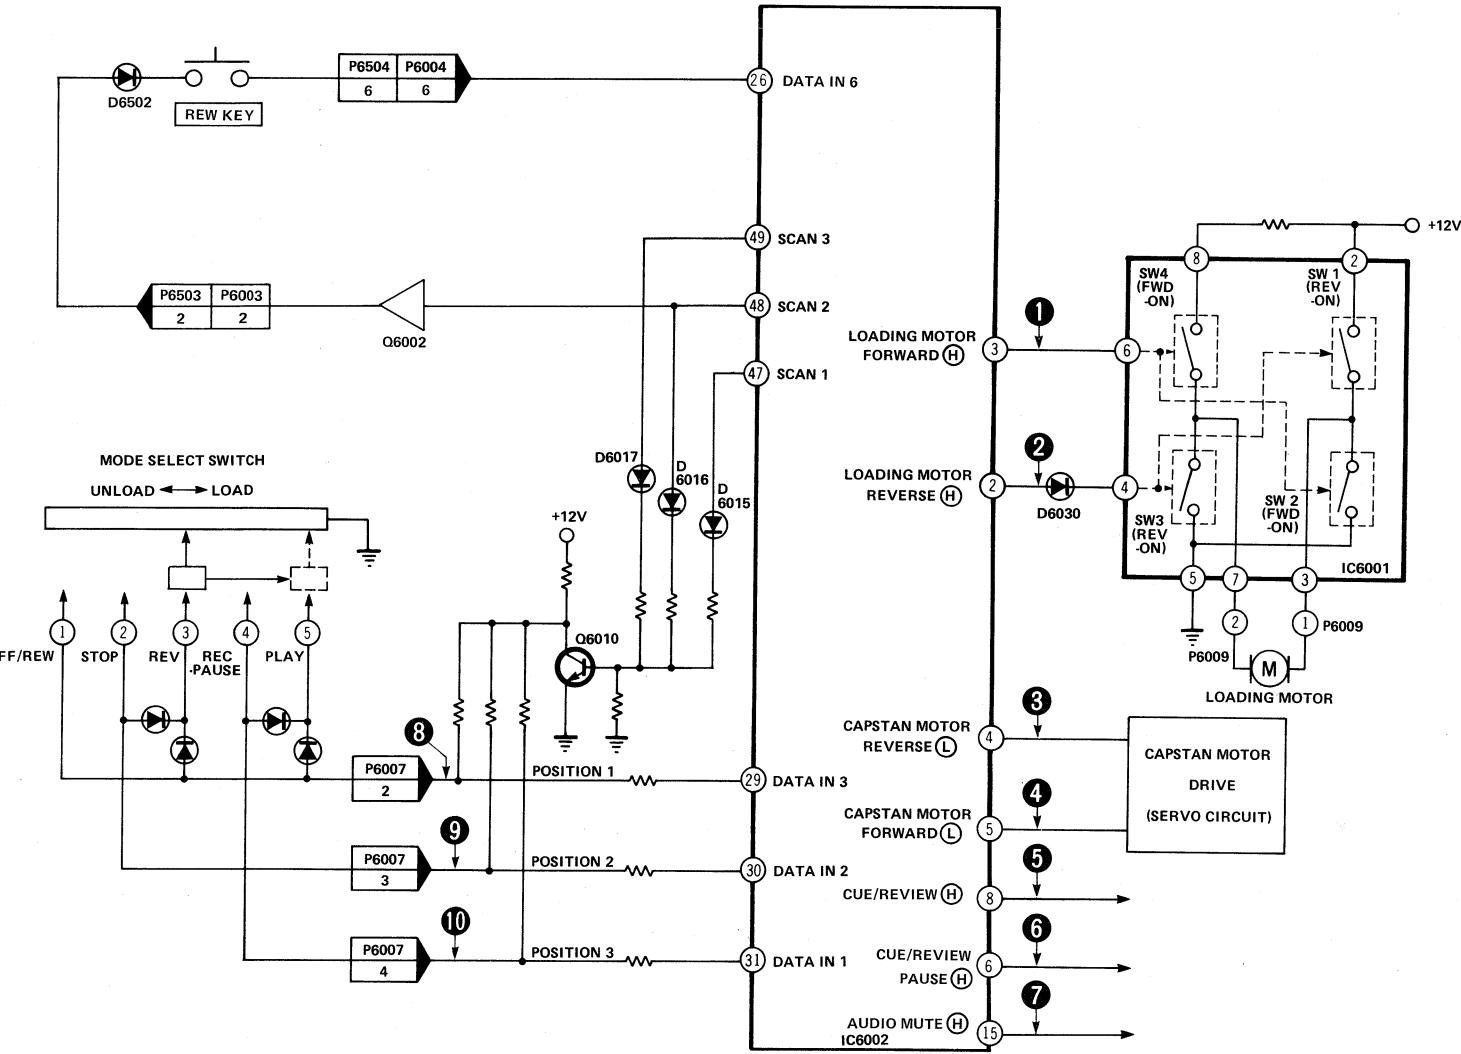 P6504 P6004
6 6
D6502
REW KEY
26 DATA IN 6
49 SCAN 3
P6503 P6003
2 2
Q6002
48 SCAN 2
47 SCAN 1
+12V
8
2
SW4
(FWD
-ON)
SW 1
(REV
-ON)
1
LOADING MOTOR
FORWARD H
3
6
MODE SELECT SWITCH
UNLOAD LOAD
D6017
D
6016
D
6015
2
LOADING MOTOR
REVERSE H
2
D6030
4
SW3
(REV
-ON)
SW 2
(FWD
-ON)
IC6001
5
7
3
+12V
2
1
P6009
P6009
M
LOADING MOTOR
1
2
3
4
5
FF/REW
STOP
REV
REC
-PAUSE
PLAY
Q6010
8
P6007
2
POSITION 1
29 DATA IN 3
9
P6007
3
POSITION 2
30 DATA IN 2
10
P6007
4
POSITION 3
31 DATA IN 1
3
CAPSTAN MOTOR
REVERSE L
4
4
CAPSTAN MOTOR
FORWARD L
5
CAPSTAN MOTOR
DRIVE
(SERVO CIRCUIT)
5
CUE/REVIEW H
8
6
CUE/REVIEW
PAUSE H
6
7
AUDIO MUTE H
15
IC6002